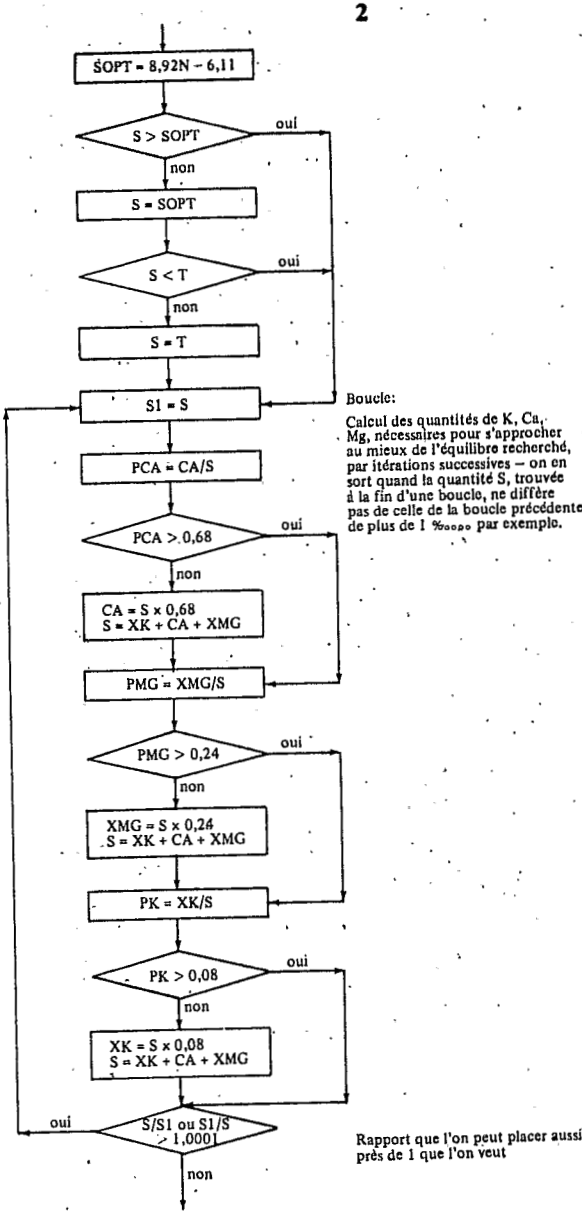 2
SOPT = 8,92N – 6,11
S > SOPT
oui
non
S = SOPT
S < T
oui
non
S = T
S1 = S
Boucle:
Calcul des quantités de K, Ca,
Mg, nécessaires pour s'approcher
au mieux de l'équilibre recherché,
par itérations successives – on en
sort quand la quantité S, trouvée
à la fin d'une boucle, ne diffère
pas de celle de la boucle précédente
de plus de 1 %oooo par exemple.
PCA = CA/S
PCA > 0,68
oui
non
CA = S x 0,68
S = XK + CA + XMG
PMG = XMG/S
PMG > 0,24
oui
non
XMG = S x 0,24
S = XK + CA + XMG
PK = XK/S
PK > 0,08
oui
non
XK = S x 0,08
S = XK + CA + XMG
S/S1 ou S1/S
> 1,0001
oui
non
Rapport que l'on peut placer aussi
près de 1 que l'on veut